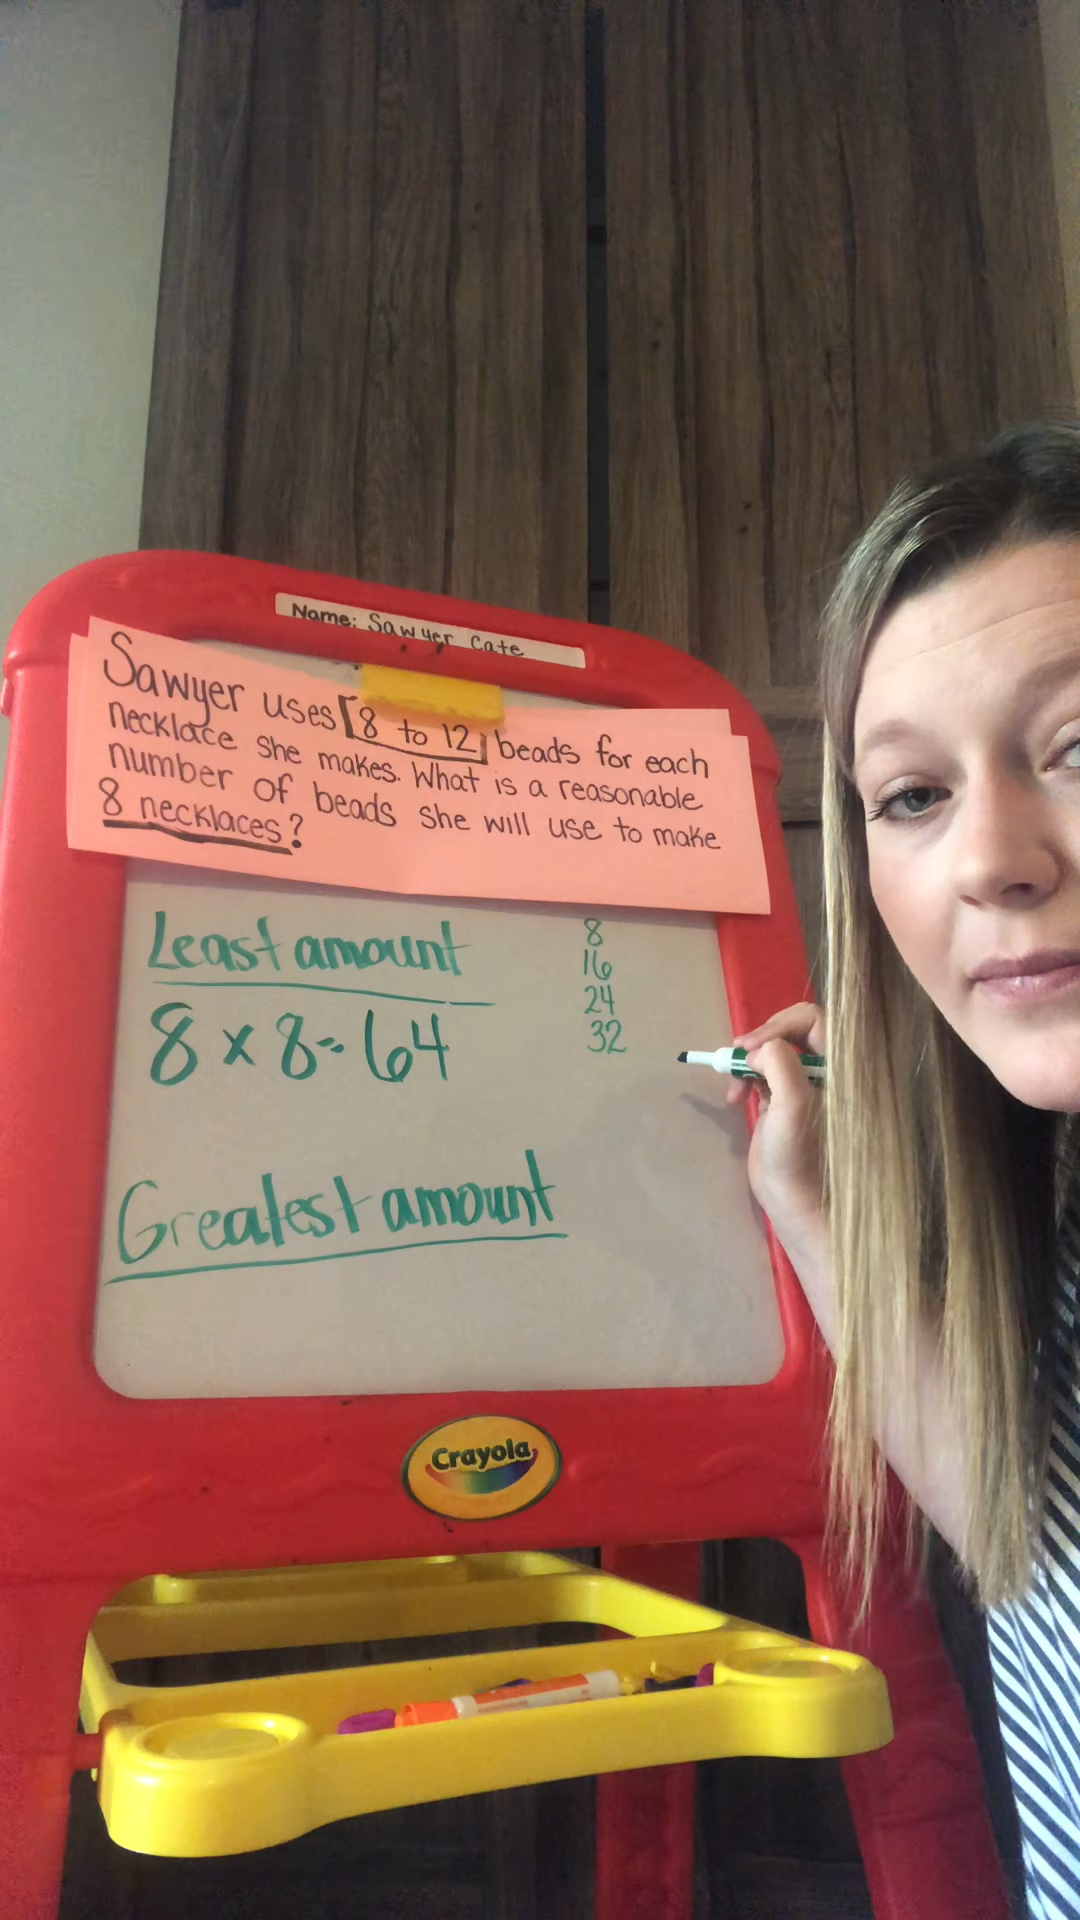 Name: Sawyer Cate
Sawyer uses 8 to 12 beads for each
necklace she makes. What is a reasonable
number of beads she will use to make
8 necklaces?
Least amount
8 x 8 = 64
8
16
24
32
Greatest amount
Crayola